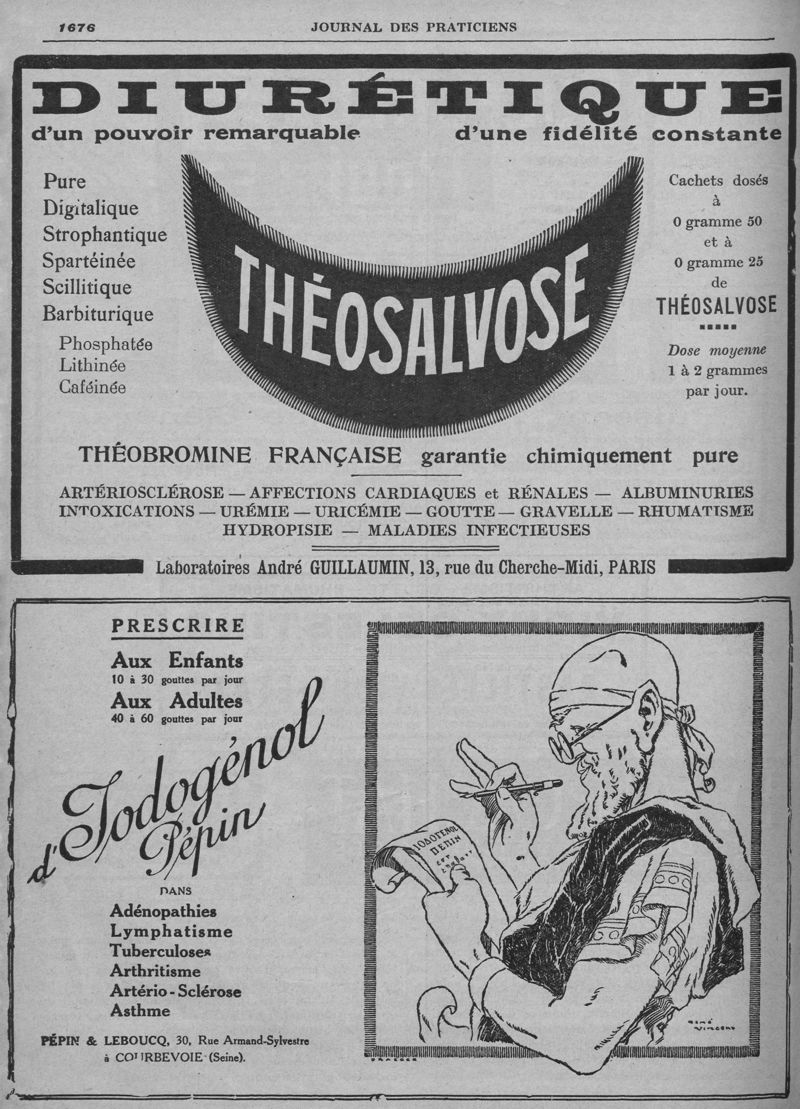 1676
JOURNAL DES PRATICIENS
DIURÉTIQUE
d'un pouvoir remarquable
d'une fidélité constante
Pure
Digitalique
Strophantique
Spartéinée
Scillitique
Barbiturique
Phosphatée
Lithinée
Caféinée
THÉOSALVOSE
Cachets dosés
à
0 gramme 50
et à
0 gramme 25
de
THÉOSALVOSE
Dose moyenne
1 à 2 grammes
par jour.
THÉOBROMINE FRANÇAISE garantie chimiquement pure
ARTÉRIOSCLÉROSE — AFFECTIONS CARDIAQUES et RÉNALES — ALBUMINURIES
INTOXICATIONS — URÉMIE — URICÉMIE — GOUTTE — GRAVELLE — RHUMATISME
HYDROPISIE — MALADIES INFECTIEUSES
Laboratoires André GUILLAUMIN, 13, rue du Cherche-Midi, PARIS
PRESCRIRE
Aux Enfants
10 à 30 gouttes par jour
Aux Adultes
40 à 60 gouttes par jour
d'Iodogénol
Pépin
DANS
Adénopathies
Lymphatisme
Tuberculoses
Arthritisme
Artério-Sclérose
Asthme
PÉPIN & LEBOUCQ, 30, Rue Armand-Sylvestre
à COURBEVOIE (Seine).
IODOGENOL
PEPIN
René
Vincent
DRAEGER